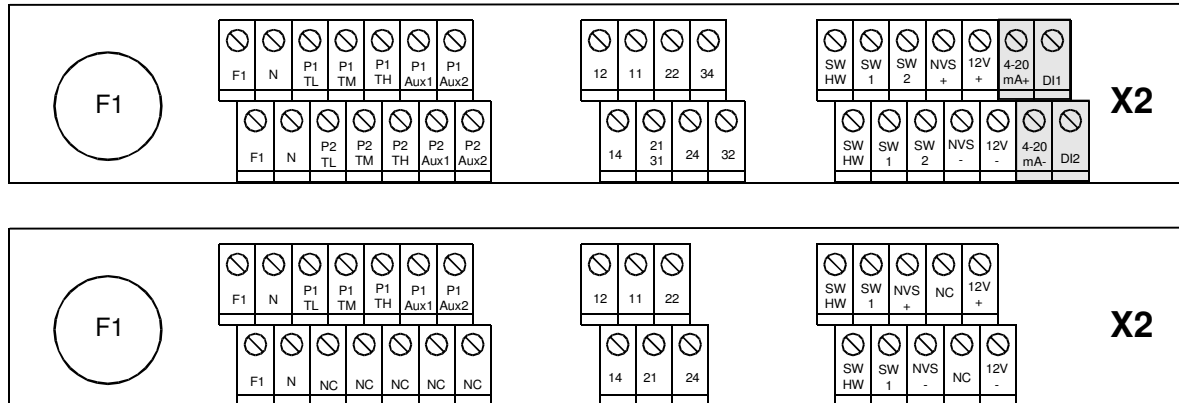 F1
F1 N P1 P1 P1 P1 P1
TL TM TH Aux1 Aux2
F1 N P2 P2 P2 P2 P2
TL TM TH Aux1 Aux2
12 11 22 34
14 21 24 32
31
SW SW SW NVS 12V 4-20 DI1
HW 1 2 + + mA+
SW SW SW NVS 12V 4-20 DI2
HW 1 2 - - mA-
X2
F1
F1 N P1 P1 P1 P1 P1
TL TM TH Aux1 Aux2
F1 N NC NC NC NC NC
12 11 22
14 21 24
SW SW NVS NC 12V
HW 1 + +
SW SW NVS NC 12V
HW 1 - -
X2